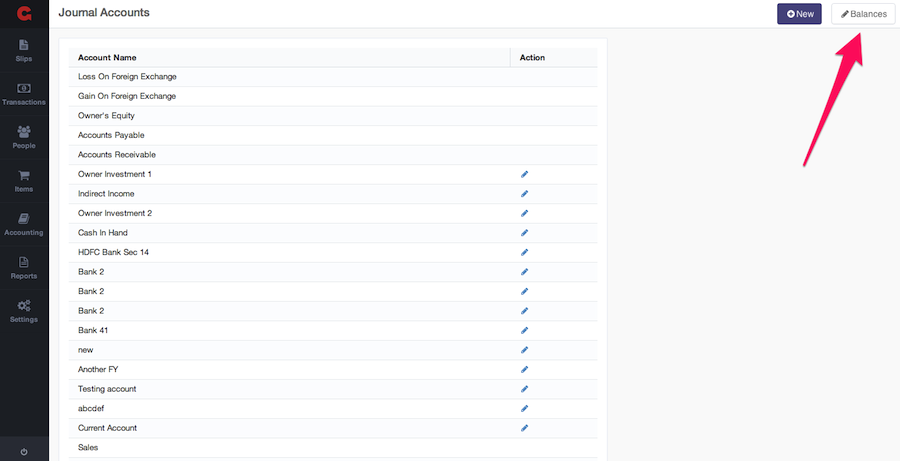 G
Journal Accounts
New
Balances
Slips
Transactions
People
Items
Accounting
Reports
Settings
Account Name Action
Loss On Foreign Exchange
Gain On Foreign Exchange
Owner's Equity
Accounts Payable
Accounts Receivable
Owner Investment 1
Indirect Income
Owner Investment 2
Cash In Hand
HDFC Bank Sec 14
Bank 2
Bank 2
Bank 2
Bank 41
new
Another FY
Testing account
abcdef
Current Account
Sales